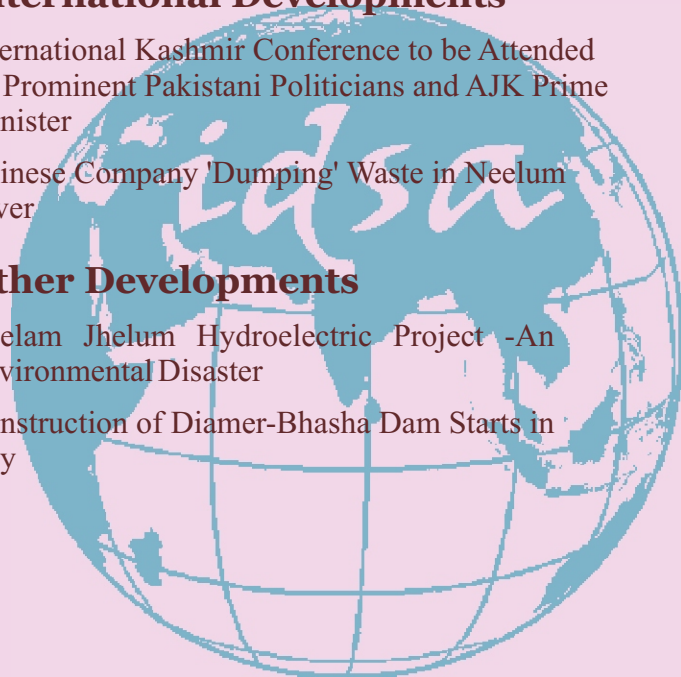 ternational Developments
ernational Kashmir Conference to be Attended
Prominent Pakistani Politicians and AJK Prime
nister
inese Company 'Dumping' Waste in Neelum
ver
idsa
ther Developments
elam Jhelum Hydroelectric Project -An
vironmental Disaster
nstruction of Diamer-Bhasha Dam Starts in
y